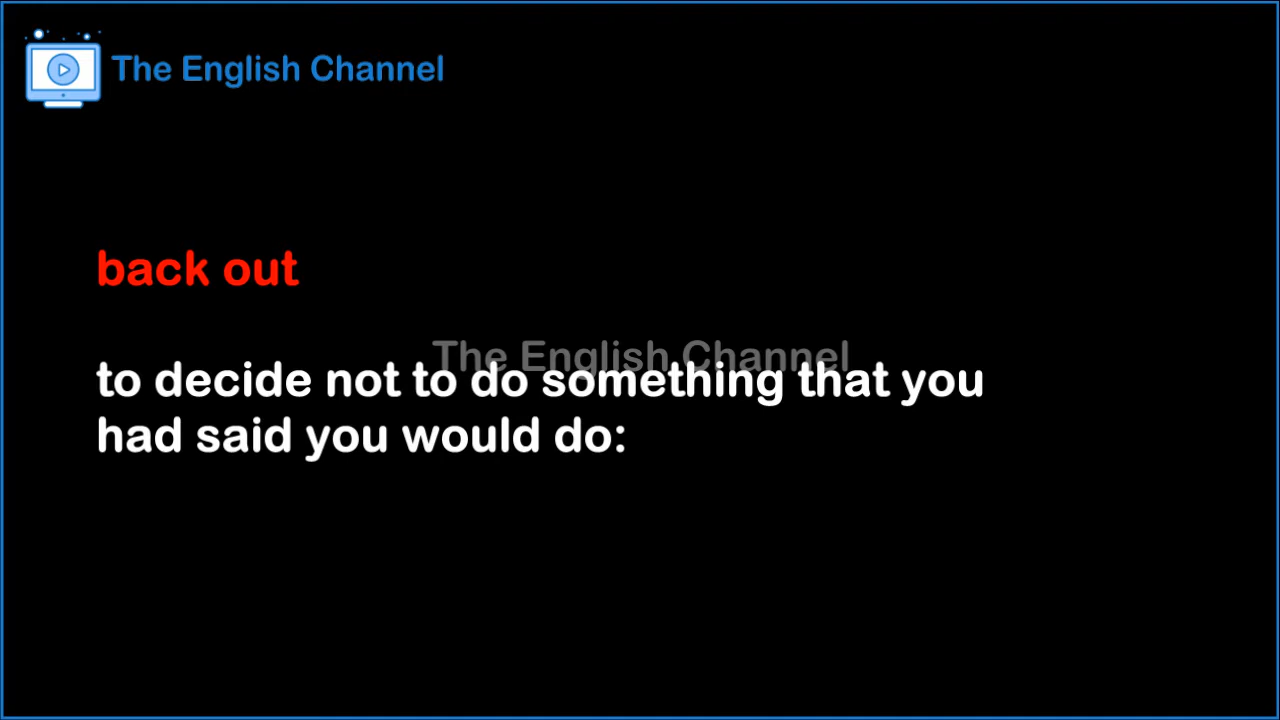 The English Channel
back out
The English Channel
to decide not to do something that you
had said you would do: